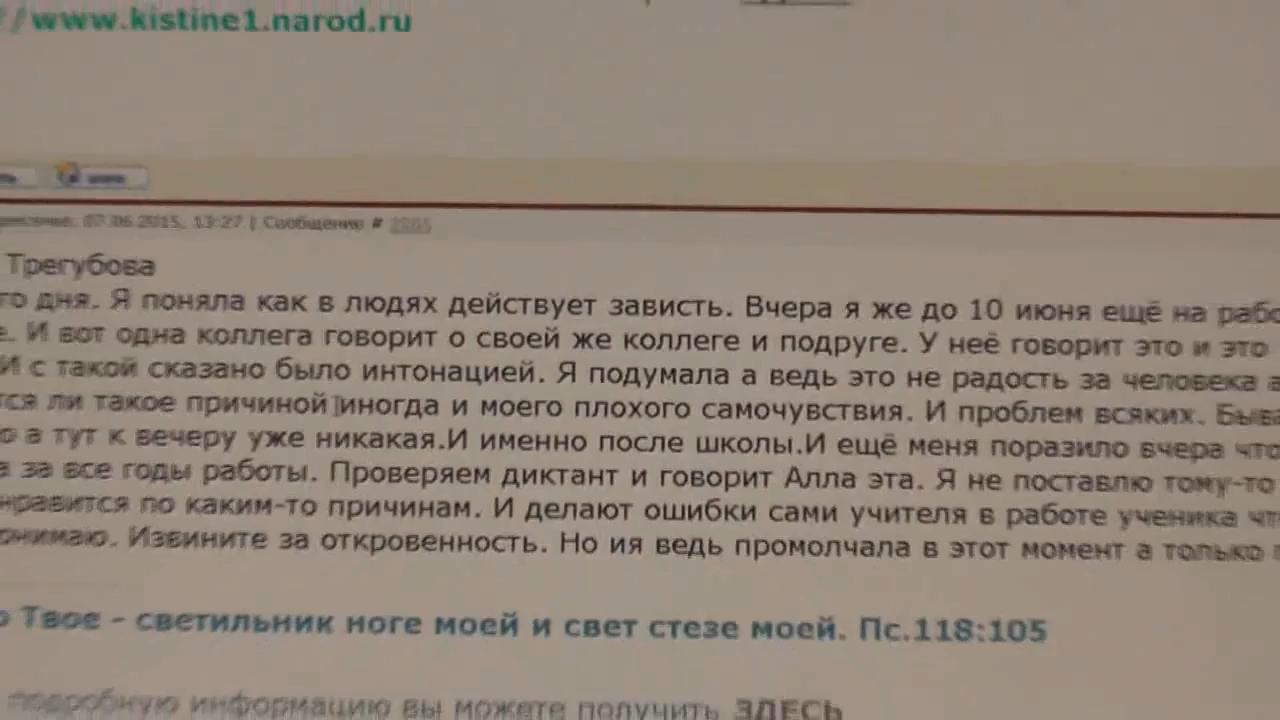 //www.kistine1.narod.ru
07.06.2015, 13:27 | Сообщение #
Трегубова
го дня. Я поняла как в людях действует зависть. Вчера я же до 10 июня ещё на рабо
е. И вот одна коллега говорит о своей же коллеге и подруге. У неё говорит это и это
И с такой сказано было интонацией. Я подумала а ведь это не радость за человека а
тся ли такое причиной иногда и моего плохого самочувствия. И проблем всяких. Быва
о а тут к вечеру уже никакая.И именно после школы.И ещё меня поразило вчера что
а за все годы работы. Проверяем диктант и говорит Алла эта. Я не поставлю тому-то
нравится по каким-то причинам. И делают ошибки сами учителя в работе ученика чт
онимаю. Извините за откровенность. Но ия ведь промолчала в этот момент а только
о Твое - светильник ноге моей и свет стезе моей. Пс.118:105
подробную информацию вы можете получить ЗДЕСЬ